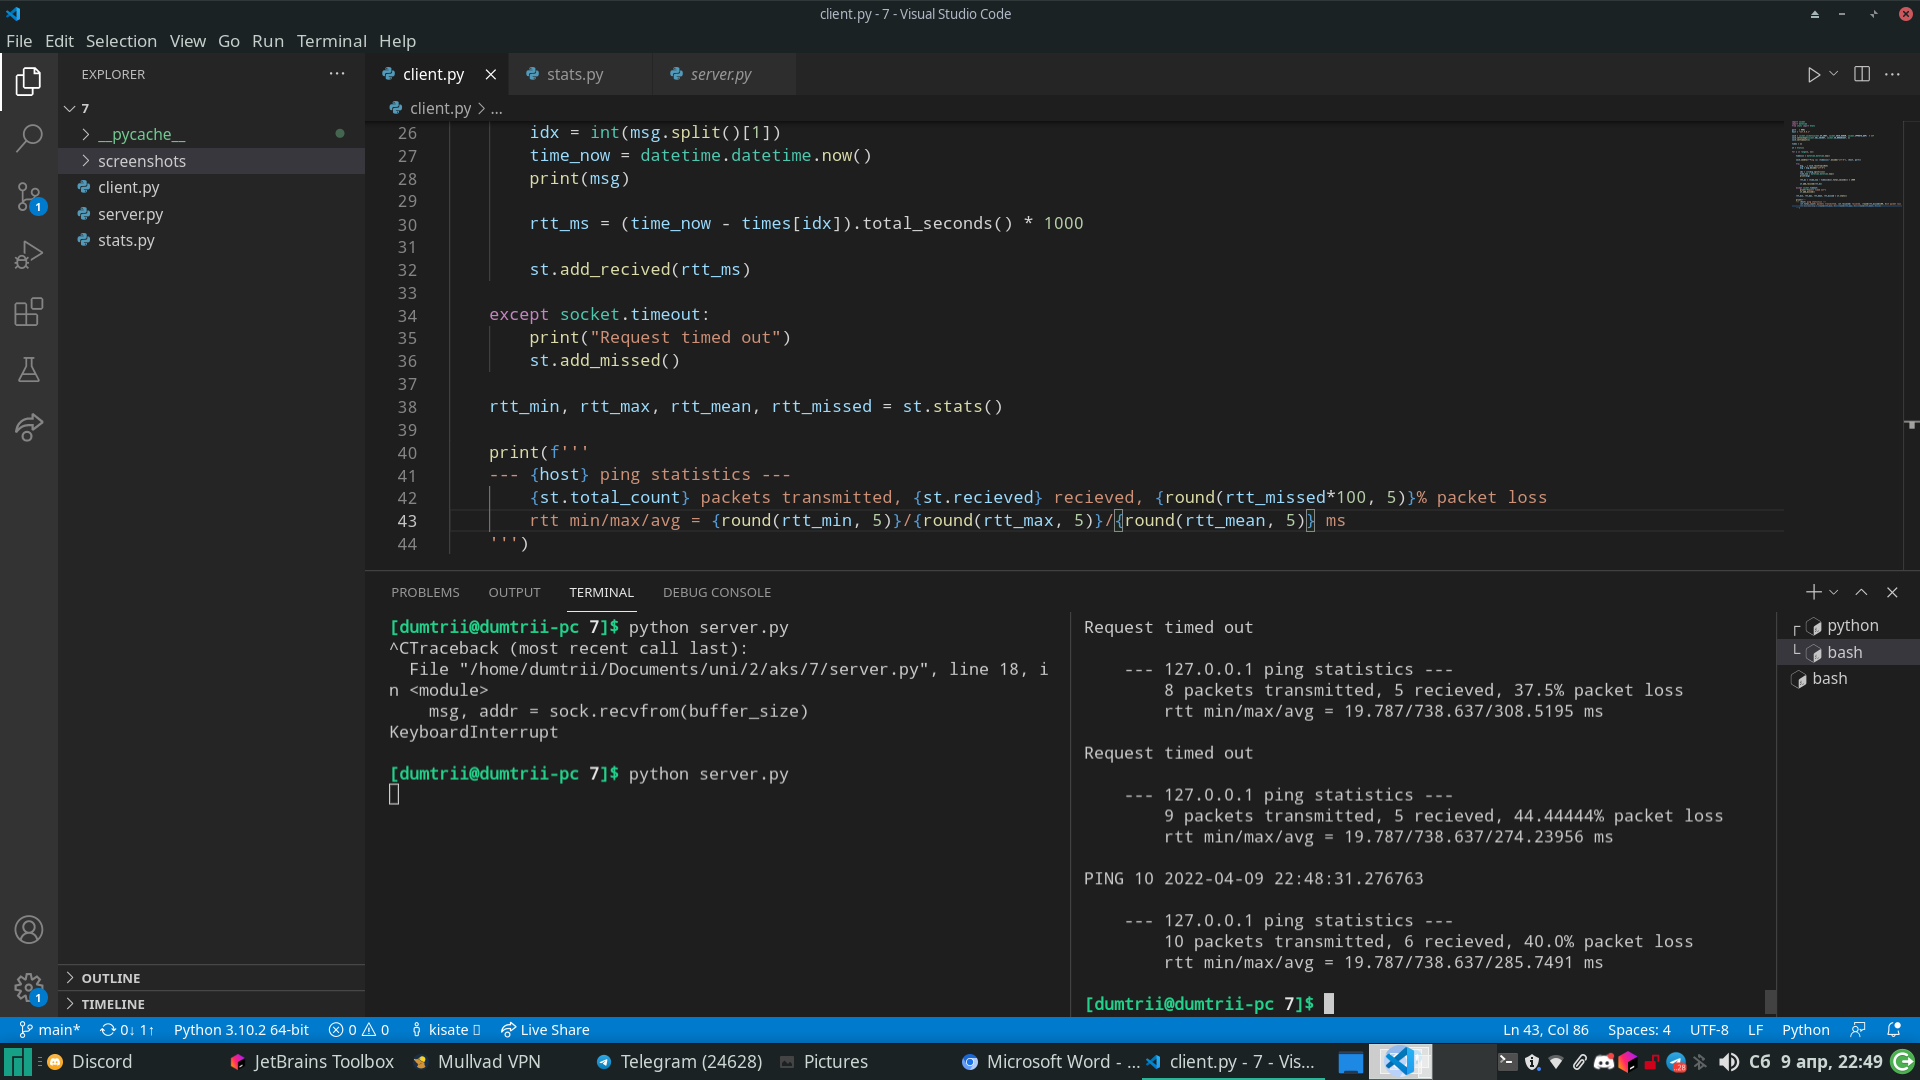 client.py - 7 - Visual Studio Code
File Edit Selection View Go Run Terminal Help
EXPLORER
7
__pycache__
screenshots
client.py
server.py
stats.py
OUTLINE
TIMELINE
1
1
client.py stats.py server.py
client.py > ...
26 idx = int(msg.split()[1])
27 time_now = datetime.datetime.now()
28 print(msg)
29
30 rtt_ms = (time_now - times[idx]).total_seconds() * 1000
31
32 st.add_recived(rtt_ms)
33
34 except socket.timeout:
35 print("Request timed out")
36 st.add_missed()
37
38 rtt_min, rtt_max, rtt_mean, rtt_missed = st.stats()
39
40 print(f'''
41 --- {host} ping statistics ---
42 {st.total_count} packets transmitted, {st.recieved} recieved, {round(rtt_missed*100, 5)}% packet loss
43 rtt min/max/avg = {round(rtt_min, 5)}/{round(rtt_max, 5)}/{round(rtt_mean, 5)} ms
44 ''')
PROBLEMS OUTPUT TERMINAL DEBUG CONSOLE
[dumtrii@dumtrii-pc 7]$ python server.py
^CTraceback (most recent call last):
File "/home/dumtrii/Documents/uni/2/aks/7/server.py", line 18, i
n <module>
msg, addr = sock.recvfrom(buffer_size)
KeyboardInterrupt
[dumtrii@dumtrii-pc 7]$ python server.py
Request timed out
--- 127.0.0.1 ping statistics ---
8 packets transmitted, 5 recieved, 37.5% packet loss
rtt min/max/avg = 19.787/738.637/308.5195 ms
Request timed out
--- 127.0.0.1 ping statistics ---
9 packets transmitted, 5 recieved, 44.44444% packet loss
rtt min/max/avg = 19.787/738.637/274.23956 ms
PING 10 2022-04-09 22:48:31.276763
--- 127.0.0.1 ping statistics ---
10 packets transmitted, 6 recieved, 40.0% packet loss
rtt min/max/avg = 19.787/738.637/285.7491 ms
[dumtrii@dumtrii-pc 7]$
python
bash
bash
main* 0↓ 1↑ Python 3.10.2 64-bit 0 0 kisate Live Share Ln 43, Col 86 Spaces: 4 UTF-8 LF Python
Discord JetBrains Toolbox Mullvad VPN Telegram (24628) Pictures Microsoft Word - ... client.py - 7 - Vis... Сб 9 апр, 22:49